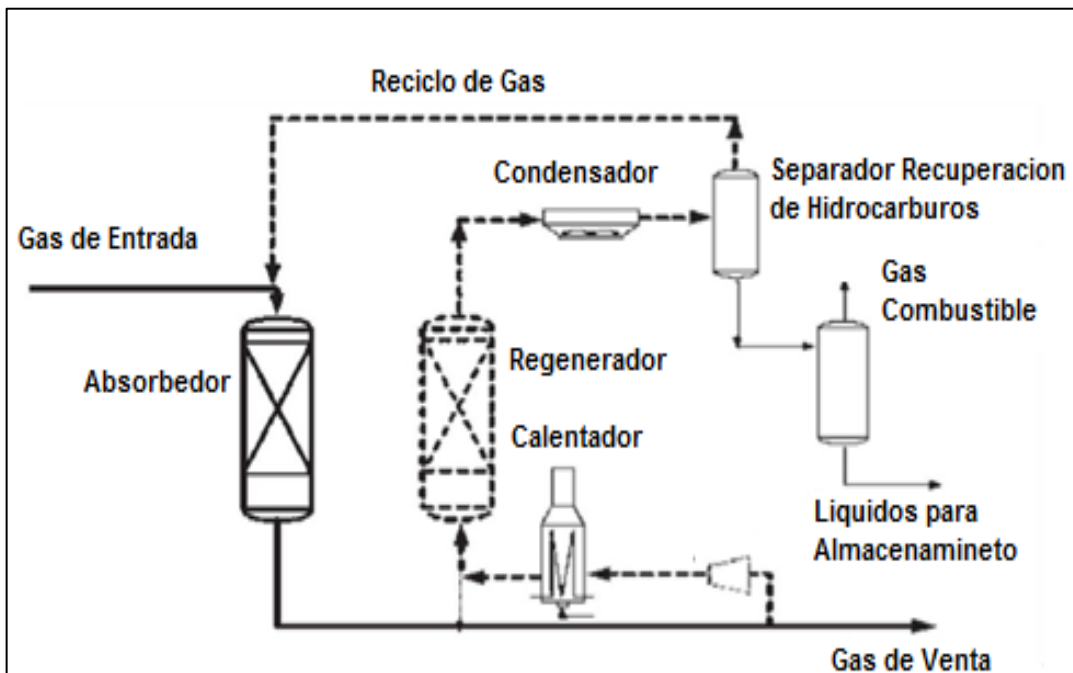 Reciclo de Gas
Condensador
Separador Recuperacion
de Hidrocarburos
Gas de Entrada
Gas
Combustible
Absorbedor
Regenerador
Calentador
Liquidos para
Almacenamineto
Gas de Venta